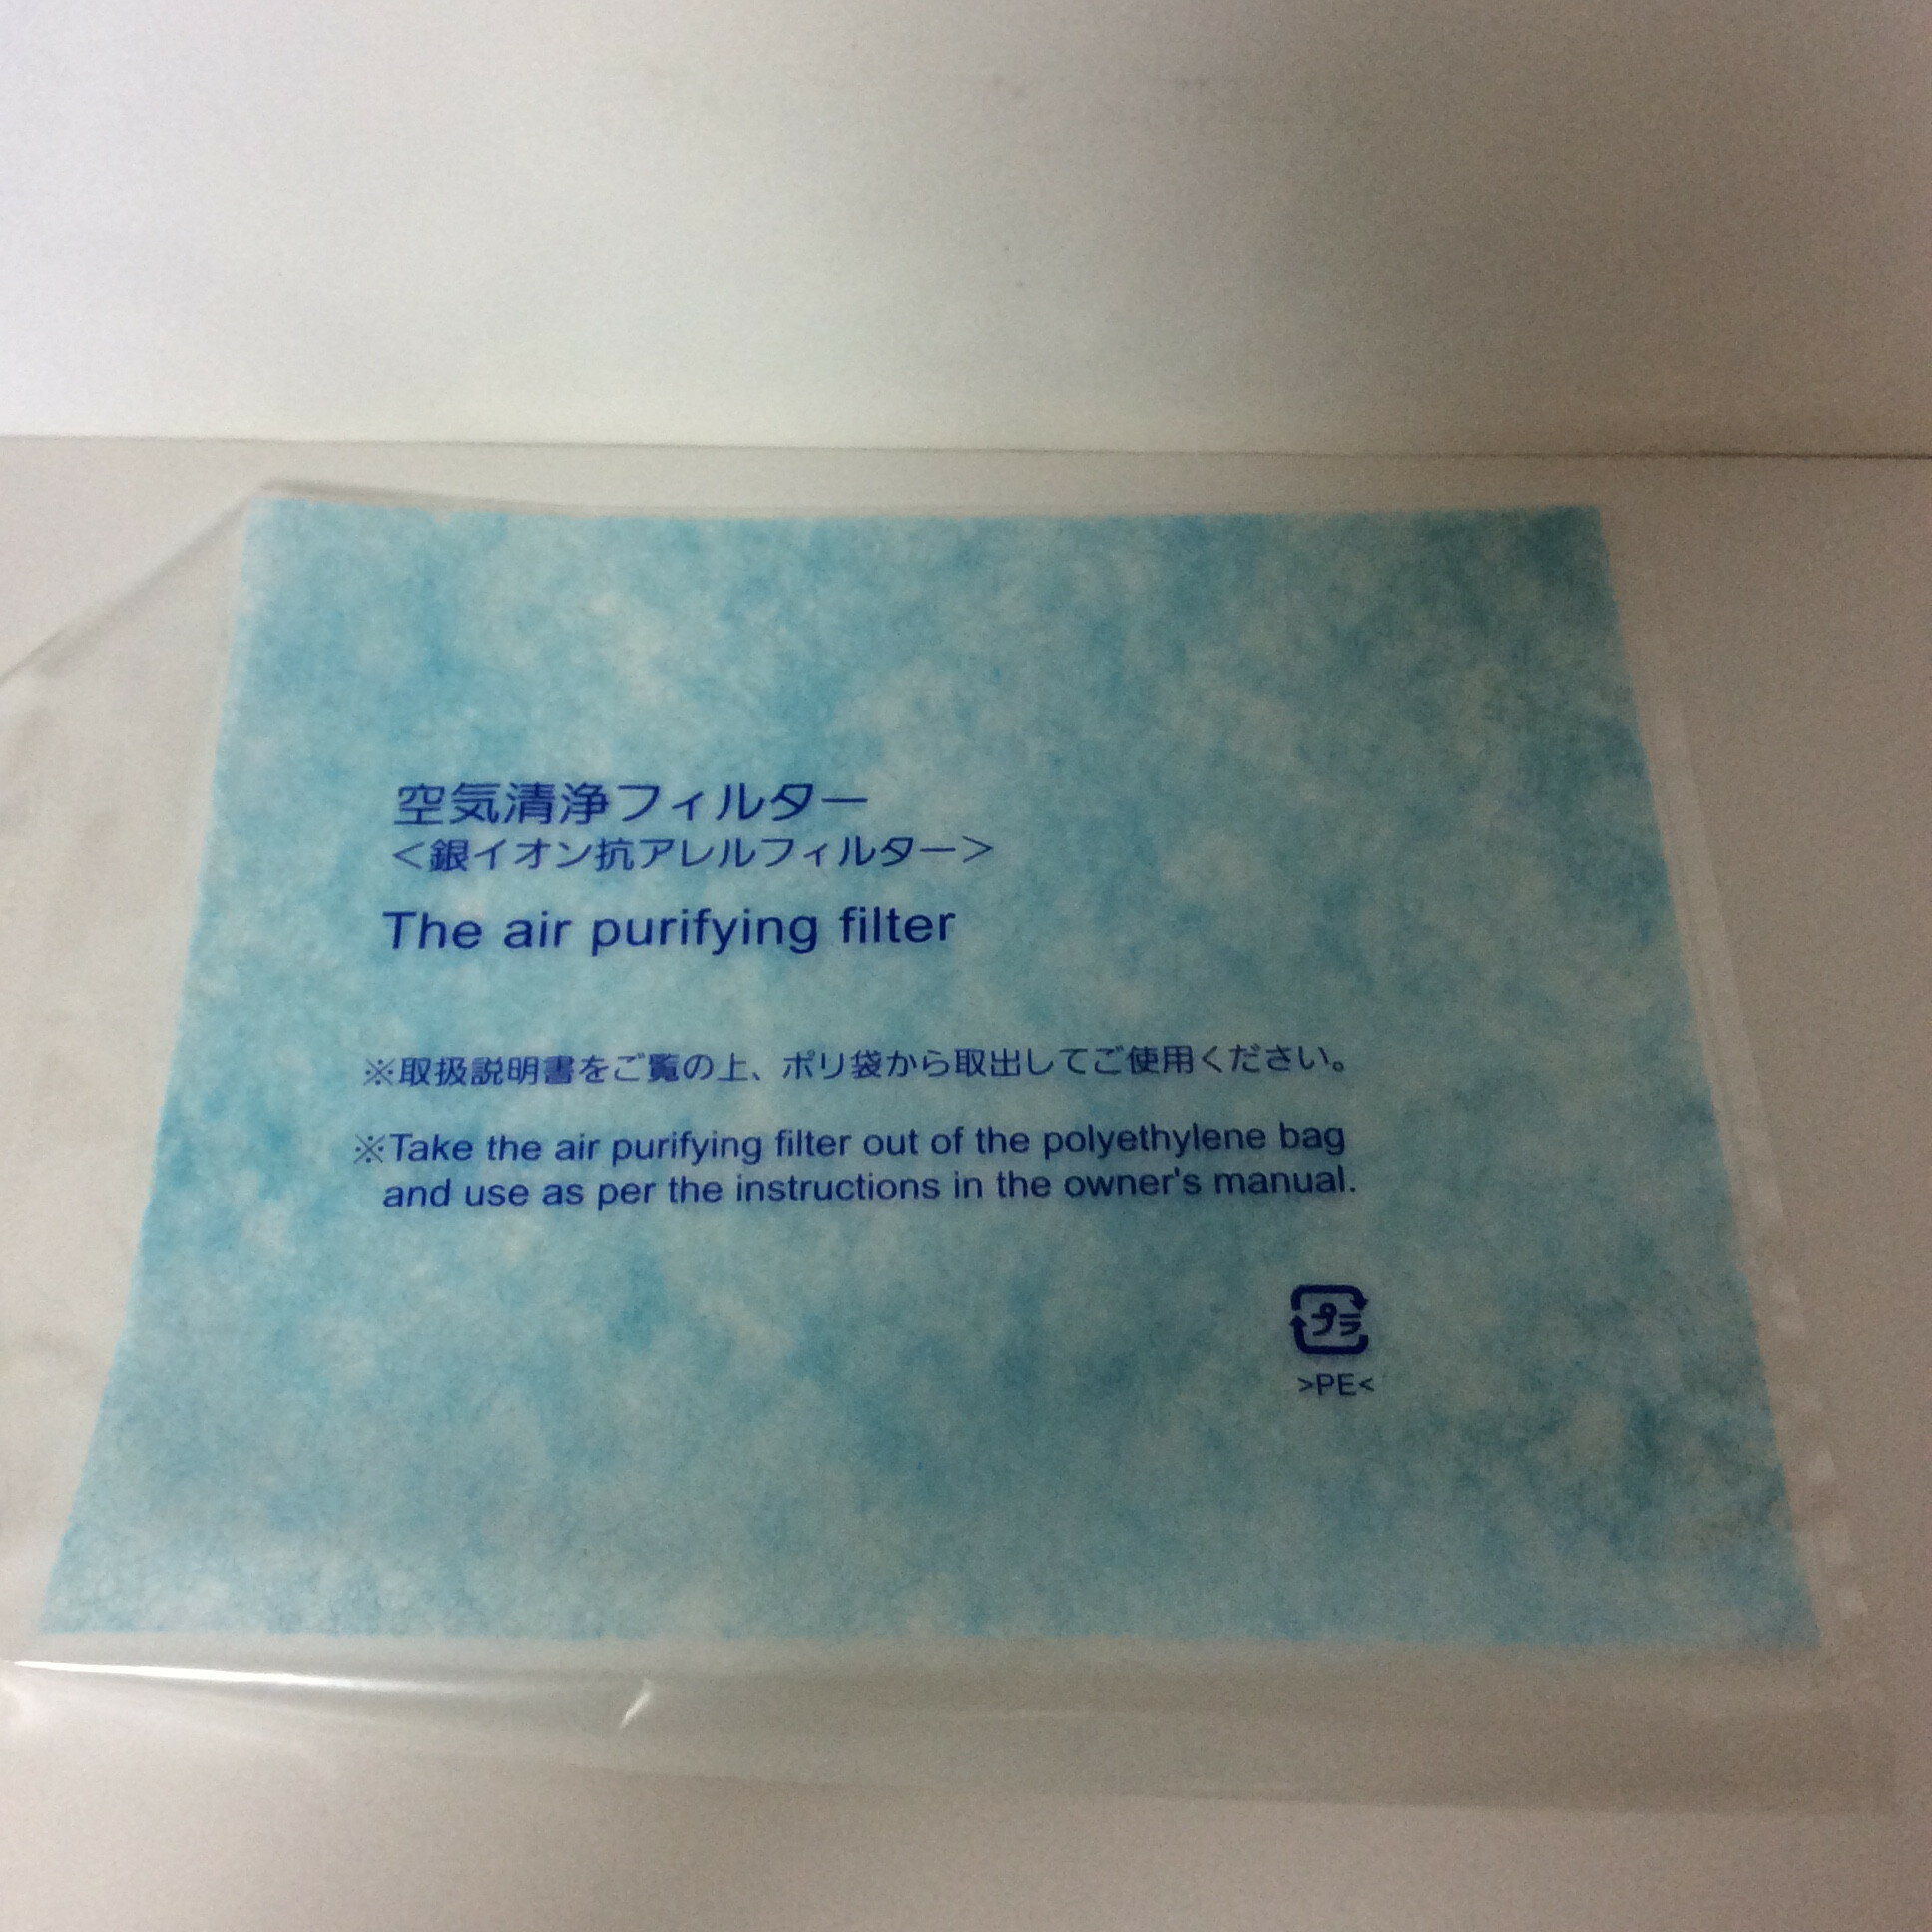 空気清浄フィルター
＜銀イオン抗アレルフィルター＞
The air purifying filter
※取扱説明書をご覧の上、ポリ袋から取出してご使用ください。
※Take the air purifying filter out of the polyethylene bag
and use as per the instructions in the owner's manual.
プラ
>PE<